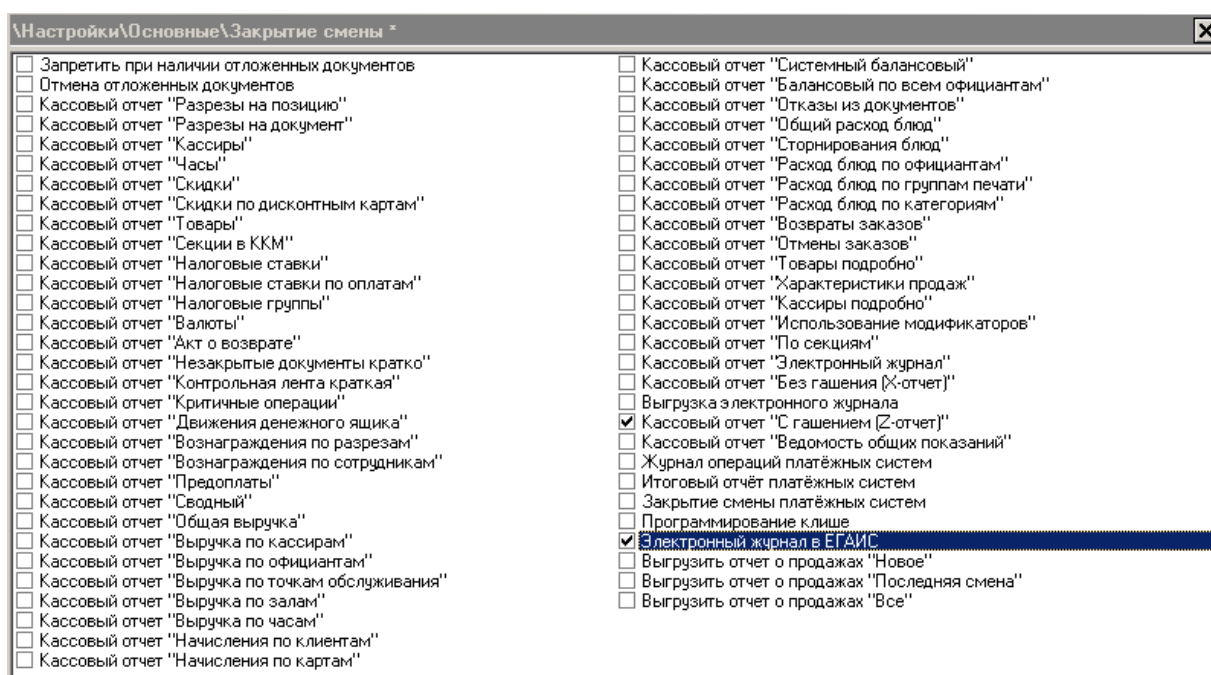 \Настройки\Основные\Закрытие смены *
Запретить при наличии отложенных документов
Отмена отложенных документов
Кассовый отчет "Разрезы на позицию"
Кассовый отчет "Разрезы на документ"
Кассовый отчет "Кассиры"
Кассовый отчет "Часы"
Кассовый отчет "Скидки"
Кассовый отчет "Скидки по дисконтным картам"
Кассовый отчет "Товары"
Кассовый отчет "Секции в ККМ"
Кассовый отчет "Налоговые ставки"
Кассовый отчет "Налоговые ставки по оплатам"
Кассовый отчет "Налоговые группы"
Кассовый отчет "Валюты"
Кассовый отчет "Акт о возврате"
Кассовый отчет "Незакрытые документы кратко"
Кассовый отчет "Контрольная лента краткая"
Кассовый отчет "Критичные операции"
Кассовый отчет "Движения денежного ящика"
Кассовый отчет "Вознаграждения по разрезам"
Кассовый отчет "Вознаграждения по сотрудникам"
Кассовый отчет "Предоплаты"
Кассовый отчет "Сводный"
Кассовый отчет "Общая выручка"
Кассовый отчет "Выручка по кассирам"
Кассовый отчет "Выручка по официантам"
Кассовый отчет "Выручка по точкам обслуживания"
Кассовый отчет "Выручка по залам"
Кассовый отчет "Выручка по часам"
Кассовый отчет "Начисления по клиентам"
Кассовый отчет "Начисления по картам"
Кассовый отчет "Системный балансовый"
Кассовый отчет "Балансовый по всем официантам"
Кассовый отчет "Отказы из документов"
Кассовый отчет "Общий расход блюд"
Кассовый отчет "Сторнирования блюд"
Кассовый отчет "Расход блюд по официантам"
Кассовый отчет "Расход блюд по группам печати"
Кассовый отчет "Расход блюд по категориям"
Кассовый отчет "Возвраты заказов"
Кассовый отчет "Отмены заказов"
Кассовый отчет "Товары подробно"
Кассовый отчет "Характеристики продаж"
Кассовый отчет "Кассиры подробно"
Кассовый отчет "Использование модификаторов"
Кассовый отчет "По секциям"
Кассовый отчет "Электронный журнал"
Кассовый отчет "Без гашения (X-отчет)"
Выгрузка электронного журнала
Кассовый отчет "С гашением (Z-отчет)"
Кассовый отчет "Ведомость общих показаний"
Журнал операций платёжных систем
Итоговый отчёт платёжных систем
Закрытие смены платёжных систем
Программирование клише
Электронный журнал в ЕГАИС
Выгрузить отчет о продажах "Новое"
Выгрузить отчет о продажах "Последняя смена"
Выгрузить отчет о продажах "Все"